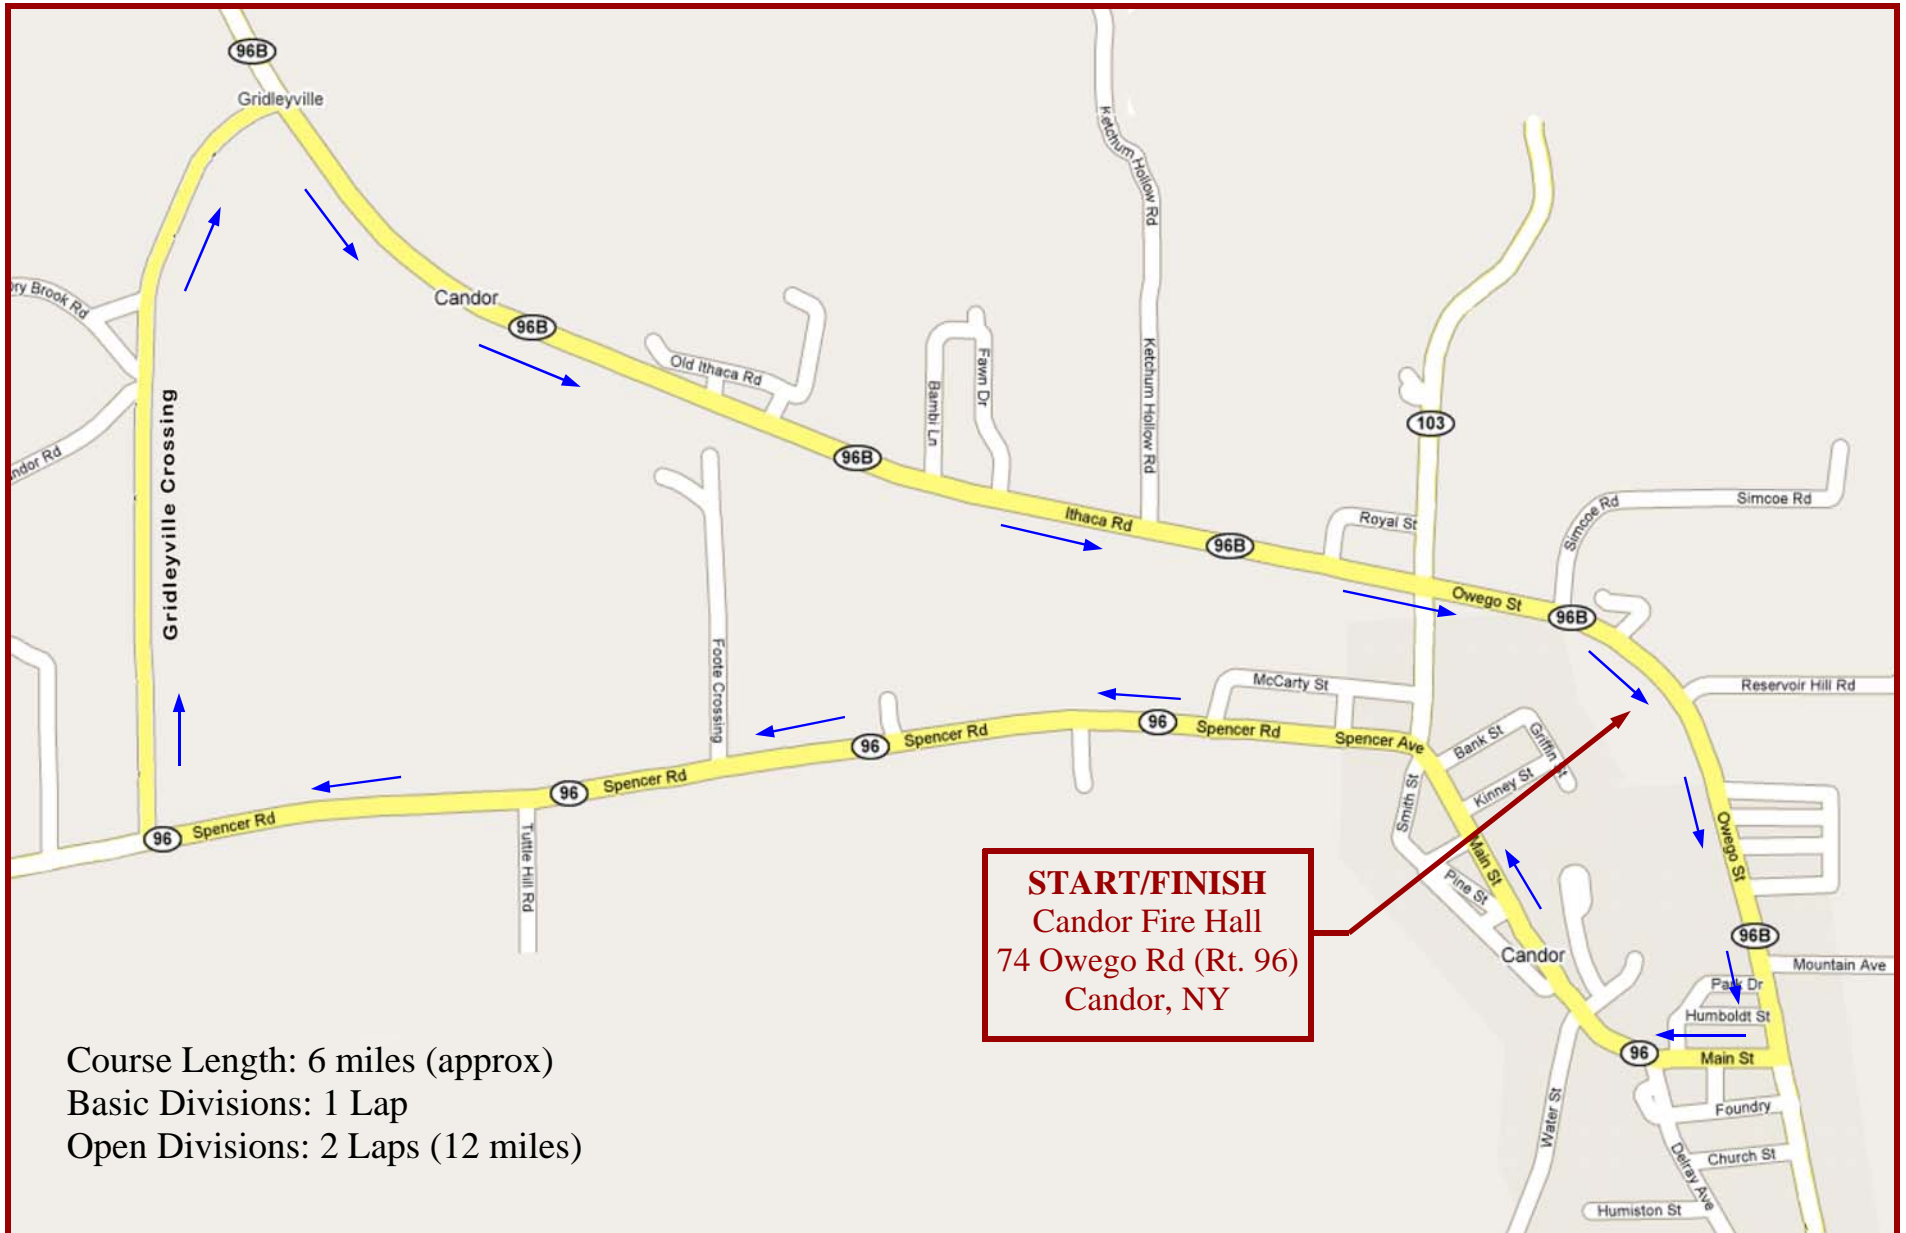 96B
Gridleyville
Ketchum Hollow Rd
ry Brook Rd
Candor
96B
Old Ithaca Rd
Fawn Dr
Bambi Ln
Ketchum Hollow Rd
103
Gridleyville Crossing
ndor Rd
96B
Ithaca Rd
96B
Royal St
Simcoe Rd
Simcoe Rd
Owego St
96B
Foote Crossing
McCarty St
Reservoir Hill Rd
96
Spencer Rd
Spencer Ave
96
Spencer Rd
Bank St
Griffin St
Kinney St
Smith St
96
Spencer Rd
96
Spencer Rd
Tuttle Hill Rd
Main St
Pine St
Owego St
START/FINISH
Candor Fire Hall
74 Owego Rd (Rt. 96)
Candor, NY
96B
Candor
Mountain Ave
Park Dr
Humboldt St
96
Main St
Water St
Foundry
Church St
Delray Ave
Humiston St
Course Length: 6 miles (approx)
Basic Divisions: 1 Lap
Open Divisions: 2 Laps (12 miles)